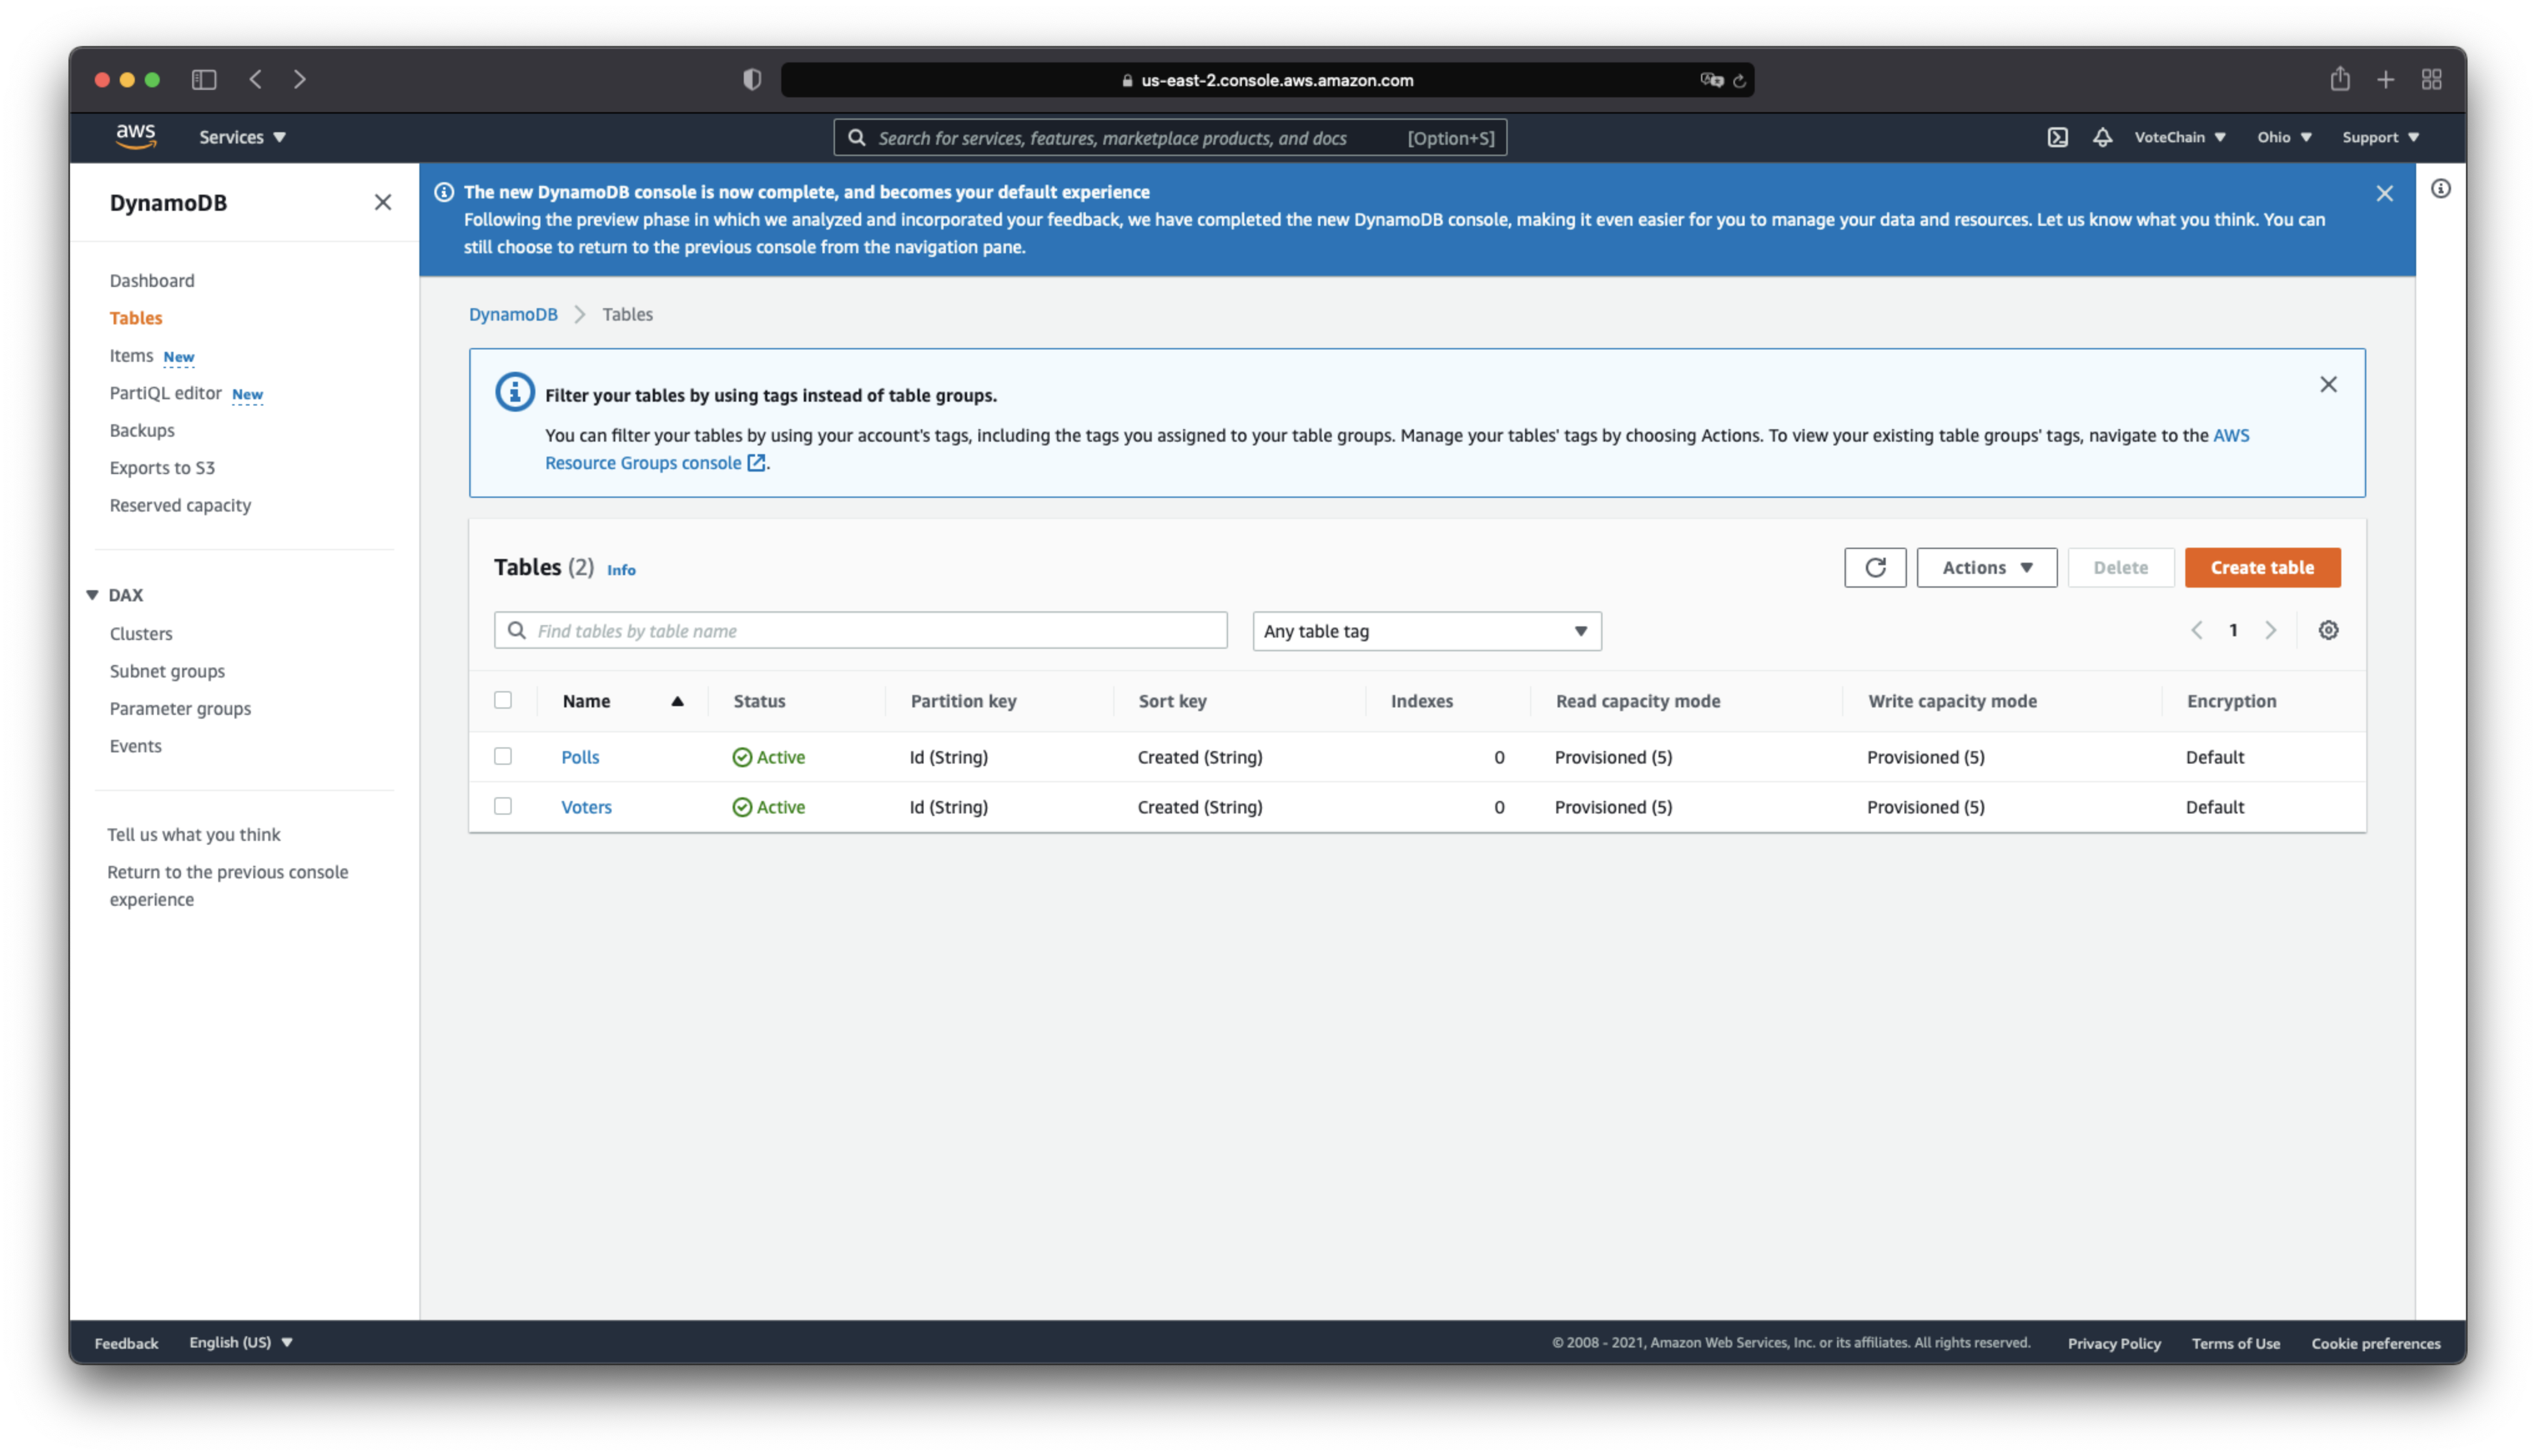 us-east-2.console.aws.amazon.com
aws Services Search for services, features, marketplace products, and docs [Option+S] VoteChain Ohio Support
DynamoDB
Dashboard
Tables
Items New
PartiQL editor New
Backups
Exports to S3
Reserved capacity
DAX
Clusters
Subnet groups
Parameter groups
Events
Tell us what you think
Return to the previous console
experience
The new DynamoDB console is now complete, and becomes your default experience
Following the preview phase in which we analyzed and incorporated your feedback, we have completed the new DynamoDB console, making it even easier for you to manage your data and resources. Let us know what you think. You can
still choose to return to the previous console from the navigation pane.
DynamoDB Tables
Filter your tables by using tags instead of table groups.
You can filter your tables by using your account's tags, including the tags you assigned to your table groups. Manage your tables' tags by choosing Actions. To view your existing table groups' tags, navigate to the AWS
Resource Groups console.
Tables (2) Info Actions Delete Create table
Find tables by table name Any table tag 1
Name Status Partition key Sort key Indexes Read capacity mode Write capacity mode Encryption
Polls Active Id (String) Created (String) 0 Provisioned (5) Provisioned (5) Default
Voters Active Id (String) Created (String) 0 Provisioned (5) Provisioned (5) Default
Feedback English (US) © 2008 - 2021, Amazon Web Services, Inc. or its affiliates. All rights reserved. Privacy Policy Terms of Use Cookie preferences